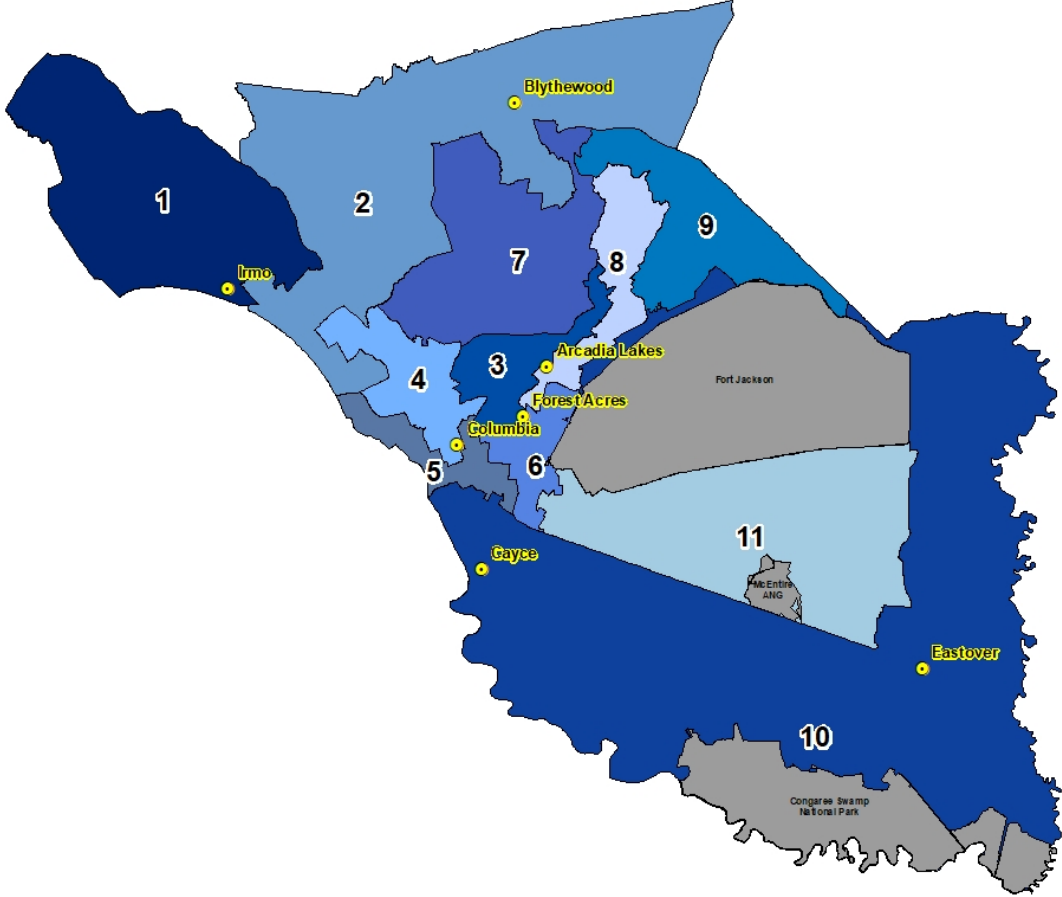 Blythewood
1
2
9
7
8
Irmo
Arcadia Lakes
3
4
Fort Jackson
Forest Acres
Columbia
5
6
11
Cayce
McEntire
ANG
Eastover
10
Congaree Swamp
National Park